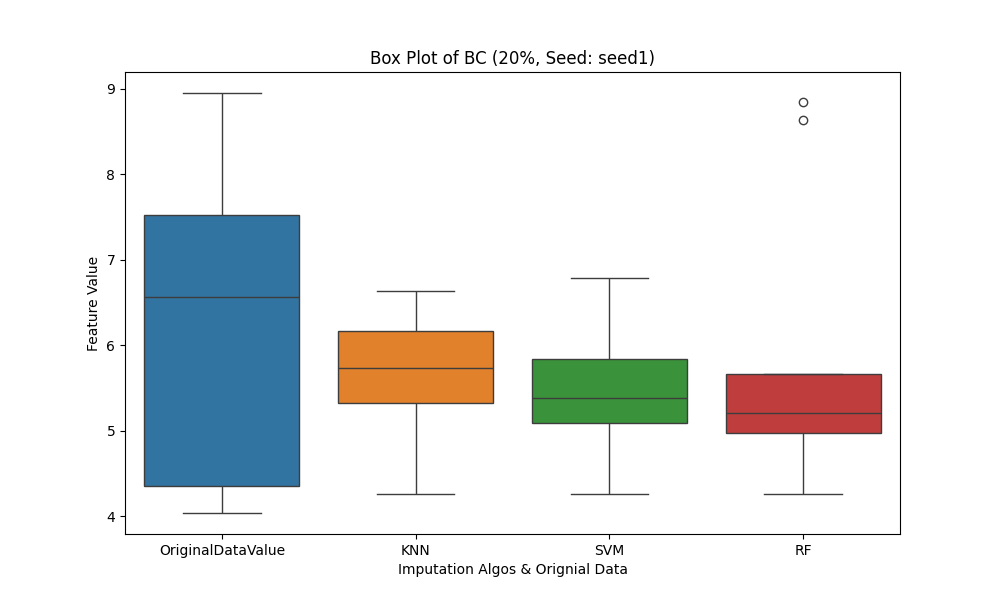 Box Plot of BC (20%, Seed: seed1)
Feature Value
9
8
7
6
5
4
OriginalDataValue
KNN
SVM
RF
Imputation Algos & Orignial Data